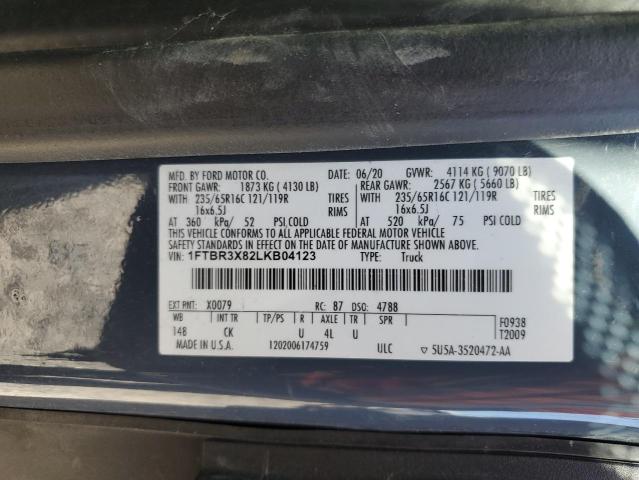 MFD. BY FORD MOTOR CO. 06/20 GVWR: 4114 KG ( 9070 LB)
FRONT GAWR: 1873 KG ( 4130 LB) REAR GAWR: 2567 KG ( 5660 LB)
WITH 235/65R16C 121/119R TIRES WITH 235/65R16C 121/119R TIRES
16x6.5J RIMS 16x6.5J RIMS
AT 360 kPa/ 52 PSI COLD AT 520 kPa/ 75 PSI COLD
THIS VEHICLE CONFORMS TO ALL APPLICABLE FEDERAL MOTOR VEHICLE
SAFETY AND THEFT PREVENTION STANDARDS IN EFFECT ON THE DATE OF MANUFACTURE SHOWN ABOVE.
VIN: 1FTBR3X82LKB04123 TYPE: Truck
EXT PNT: X0079 RC: 87 DSO: 4788
WB INT TR TP/PS R AXLE TR SPR F0938
148 CK U 4L U T2009
MADE IN U.S.A. 1202006174759 ULC ▽ 5U5A-3520472-AA